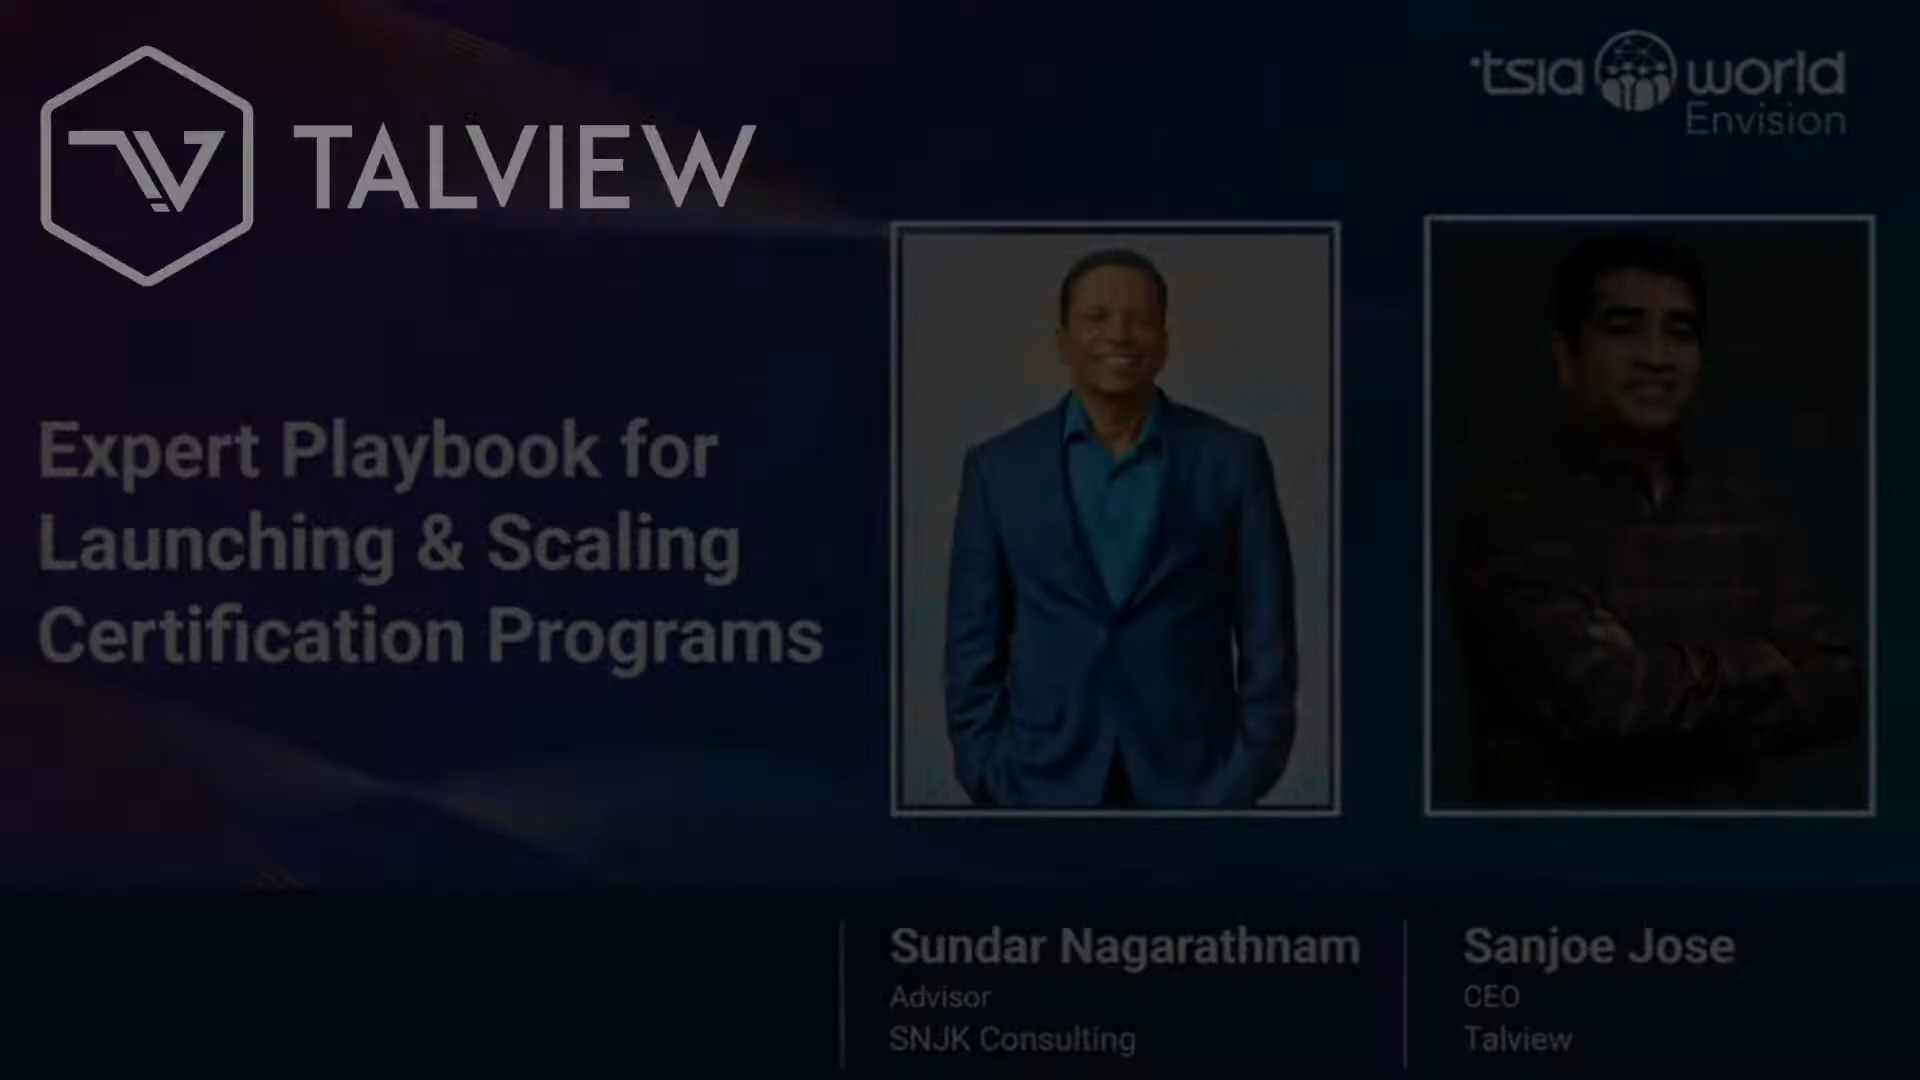 TALVIEW
tsia world
Envision
Expert Playbook for
Launching & Scaling
Certification Programs
Sundar Nagarathnam
Advisor
SNJK Consulting
Sanjoe Jose
CEO
Talview